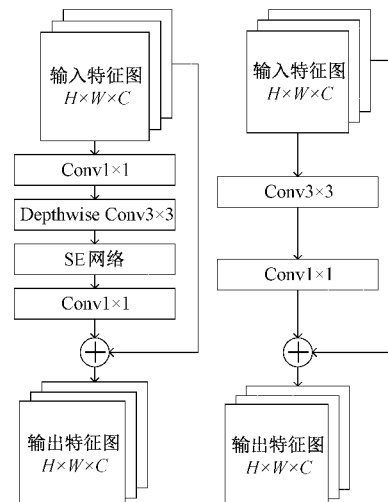 输入特征图
H×W×C
Conv1×1
Depthwise Conv3×3
SE网络
Conv1×1
输出特征图
H×W×C
输入特征图
H×W×C
Conv3×3
Conv1×1
输出特征图
H×W×C